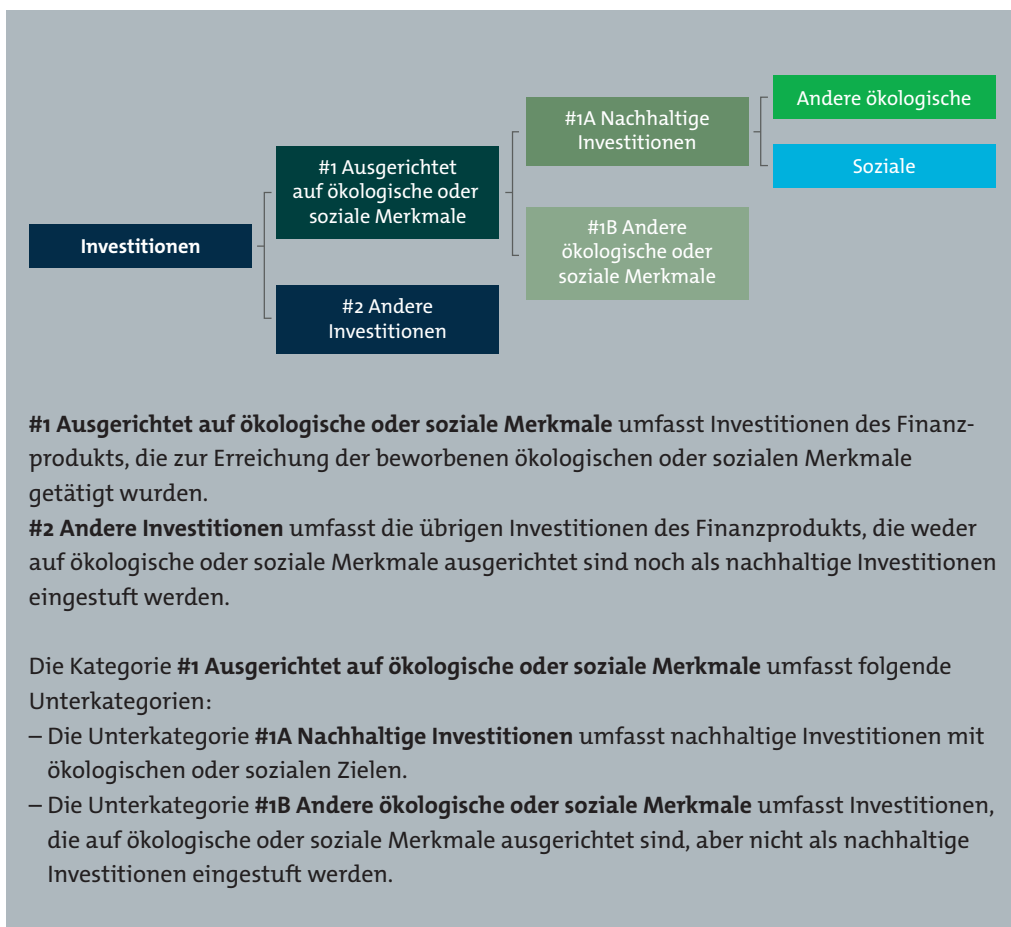 Andere ökologische
#1A Nachhaltige
Investitionen
Soziale
#1 Ausgerichtet
auf ökologische oder
soziale Merkmale
#1B Andere
ökologische oder
soziale Merkmale
Investitionen
#2 Andere
Investitionen
#1 Ausgerichtet auf ökologische oder soziale Merkmale umfasst Investitionen des Finanz-
produkts, die zur Erreichung der beworbenen ökologischen oder sozialen Merkmale
getätigt wurden.
#2 Andere Investitionen umfasst die übrigen Investitionen des Finanzprodukts, die weder
auf ökologische oder soziale Merkmale ausgerichtet sind noch als nachhaltige Investitionen
eingestuft werden.
Die Kategorie #1 Ausgerichtet auf ökologische oder soziale Merkmale umfasst folgende
Unterkategorien:
– Die Unterkategorie #1A Nachhaltige Investitionen umfasst nachhaltige Investitionen mit
ökologischen oder sozialen Zielen.
– Die Unterkategorie #1B Andere ökologische oder soziale Merkmale umfasst Investitionen,
die auf ökologische oder soziale Merkmale ausgerichtet sind, aber nicht als nachhaltige
Investitionen eingestuft werden.